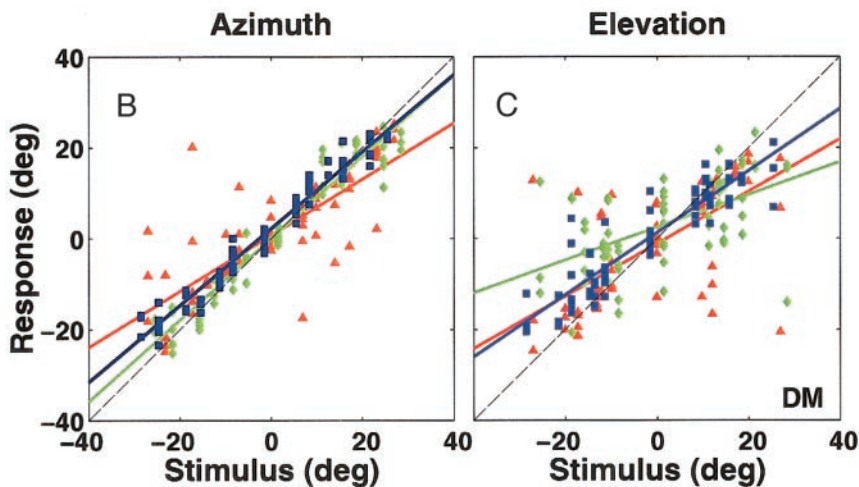 Azimuth Elevation
40 B C
20
0
−20
−40 DM
−40 −20 0 20 40 −20 0 20 40
Stimulus (deg) Stimulus (deg)
Response (deg)